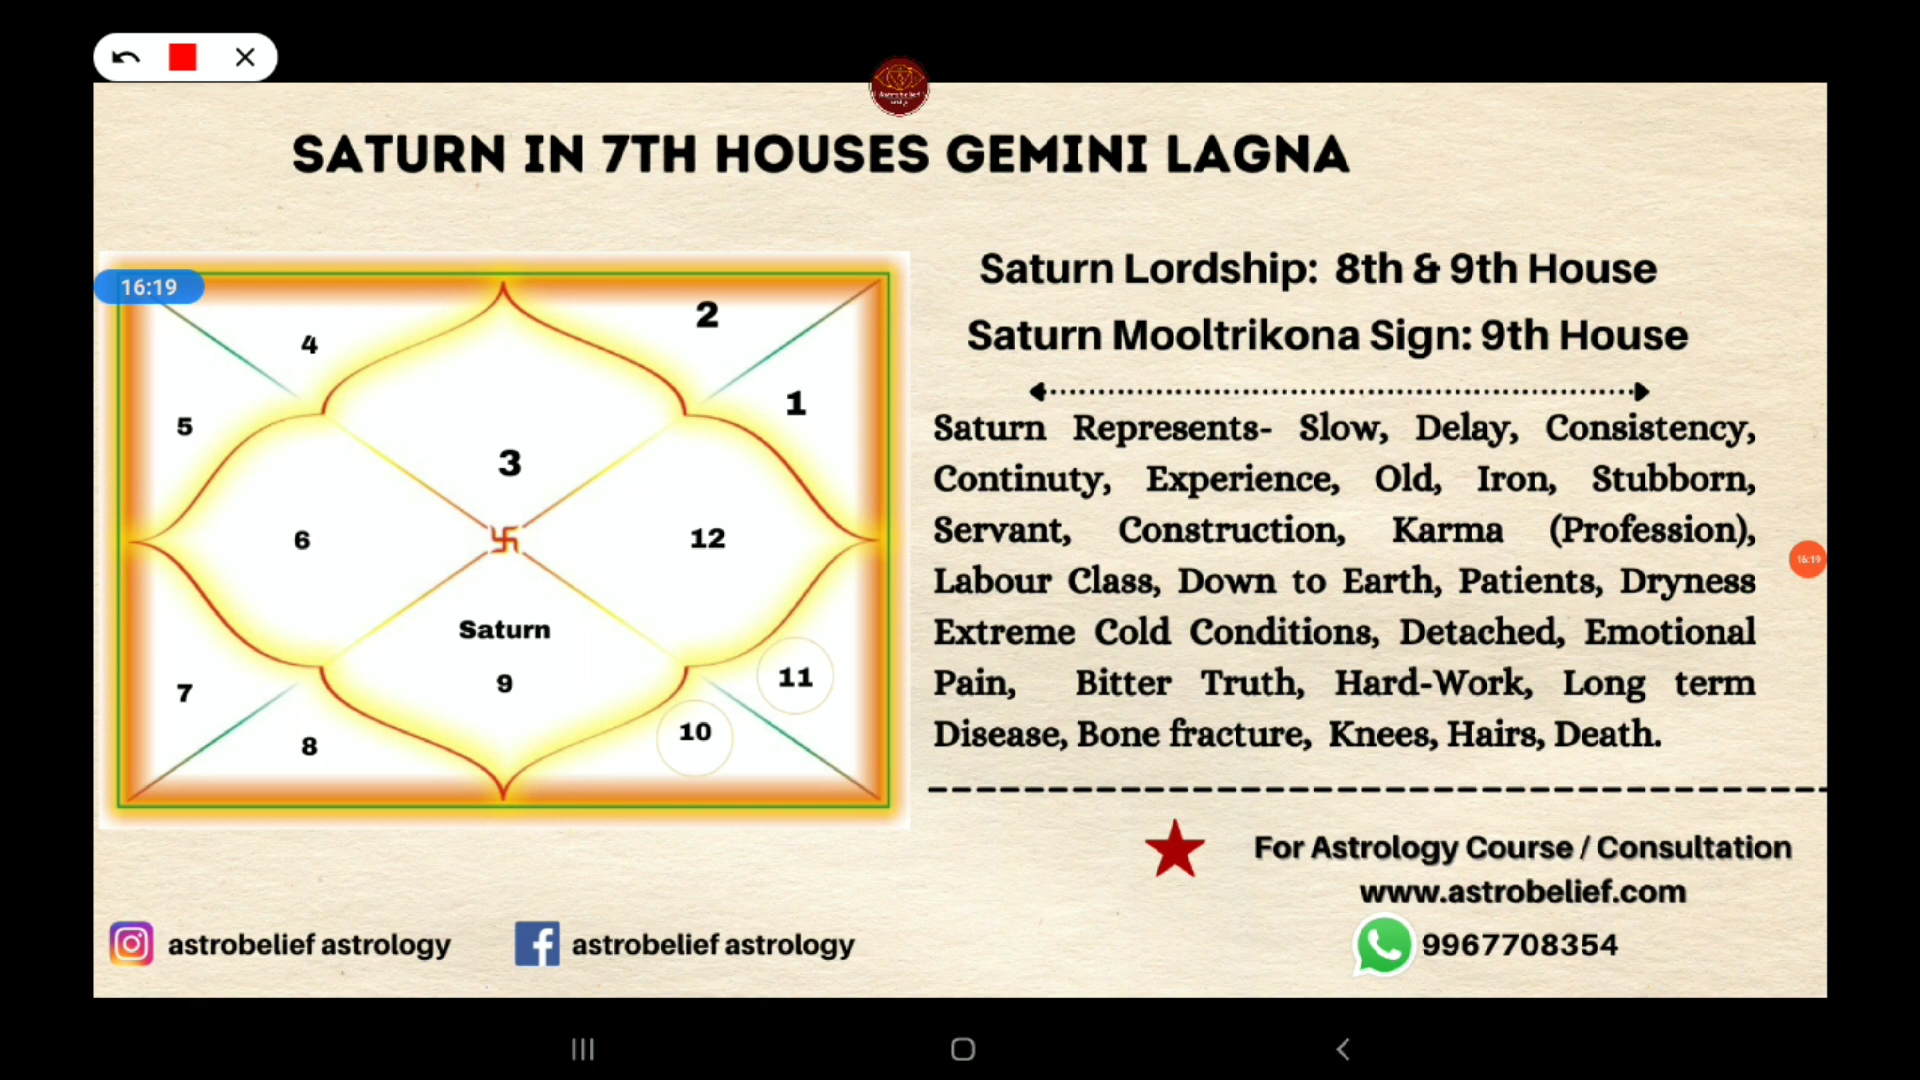 SATURN IN 7TH HOUSES GEMINI LAGNA
16:19
4
2
5
1
3
6
12
Saturn
9
7
11
8
10
Saturn Lordship: 8th & 9th House
Saturn Mooltrikona Sign: 9th House
Saturn Represents- Slow, Delay, Consistency,
Continuty, Experience, Old, Iron, Stubborn,
Servant, Construction, Karma (Profession),
Labour Class, Down to Earth, Patients, Dryness
Extreme Cold Conditions, Detached, Emotional
Pain, Bitter Truth, Hard-Work, Long term
Disease, Bone fracture, Knees, Hairs, Death.
16:19
For Astrology Course / Consultation
www.astrobelief.com
9967708354
astrobelief astrology
astrobelief astrology